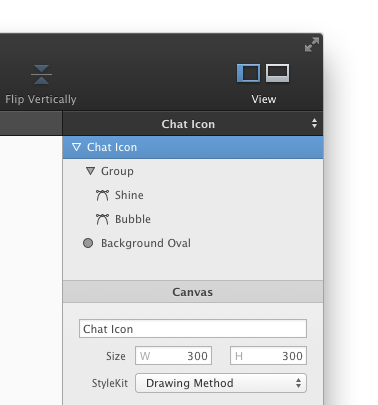 Flip Vertically
View
Chat Icon
Chat Icon
Group
Shine
Bubble
Background Oval
Canvas
Chat Icon
Size W 300 H 300
StyleKit Drawing Method